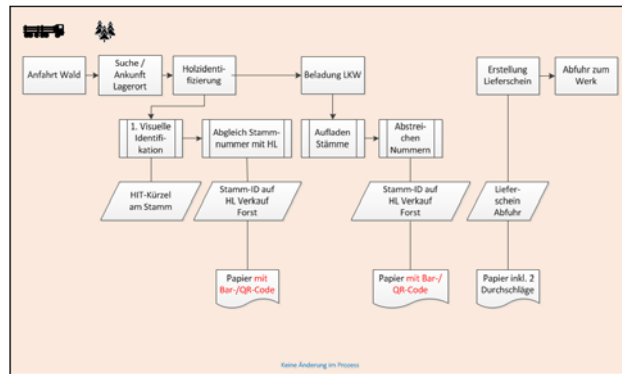 Anfahrt Wald
Suche /
Ankunft
Lagerort
Holzidenti-
fizierung
Beladung LKW
Erstellung
Lieferschein
Abfuhr zum
Werk
1. Visuelle
Identifi-
kation
Abgleich Stamm-
nummer mit HL
Aufladen
Stämme
Abstrei-
chen
Nummern
HIT-Kürzel
am Stamm
Stamm-ID auf
HL Verkauf
Forst
Stamm-ID auf
HL Verkauf
Forst
Liefer-
schein
Abfuhr
Papier mit
Bar-/QR-Code
Papier mit Bar-/
QR-Code
Papier inkl. 2
Durchschläge
Keine Änderung im Prozess